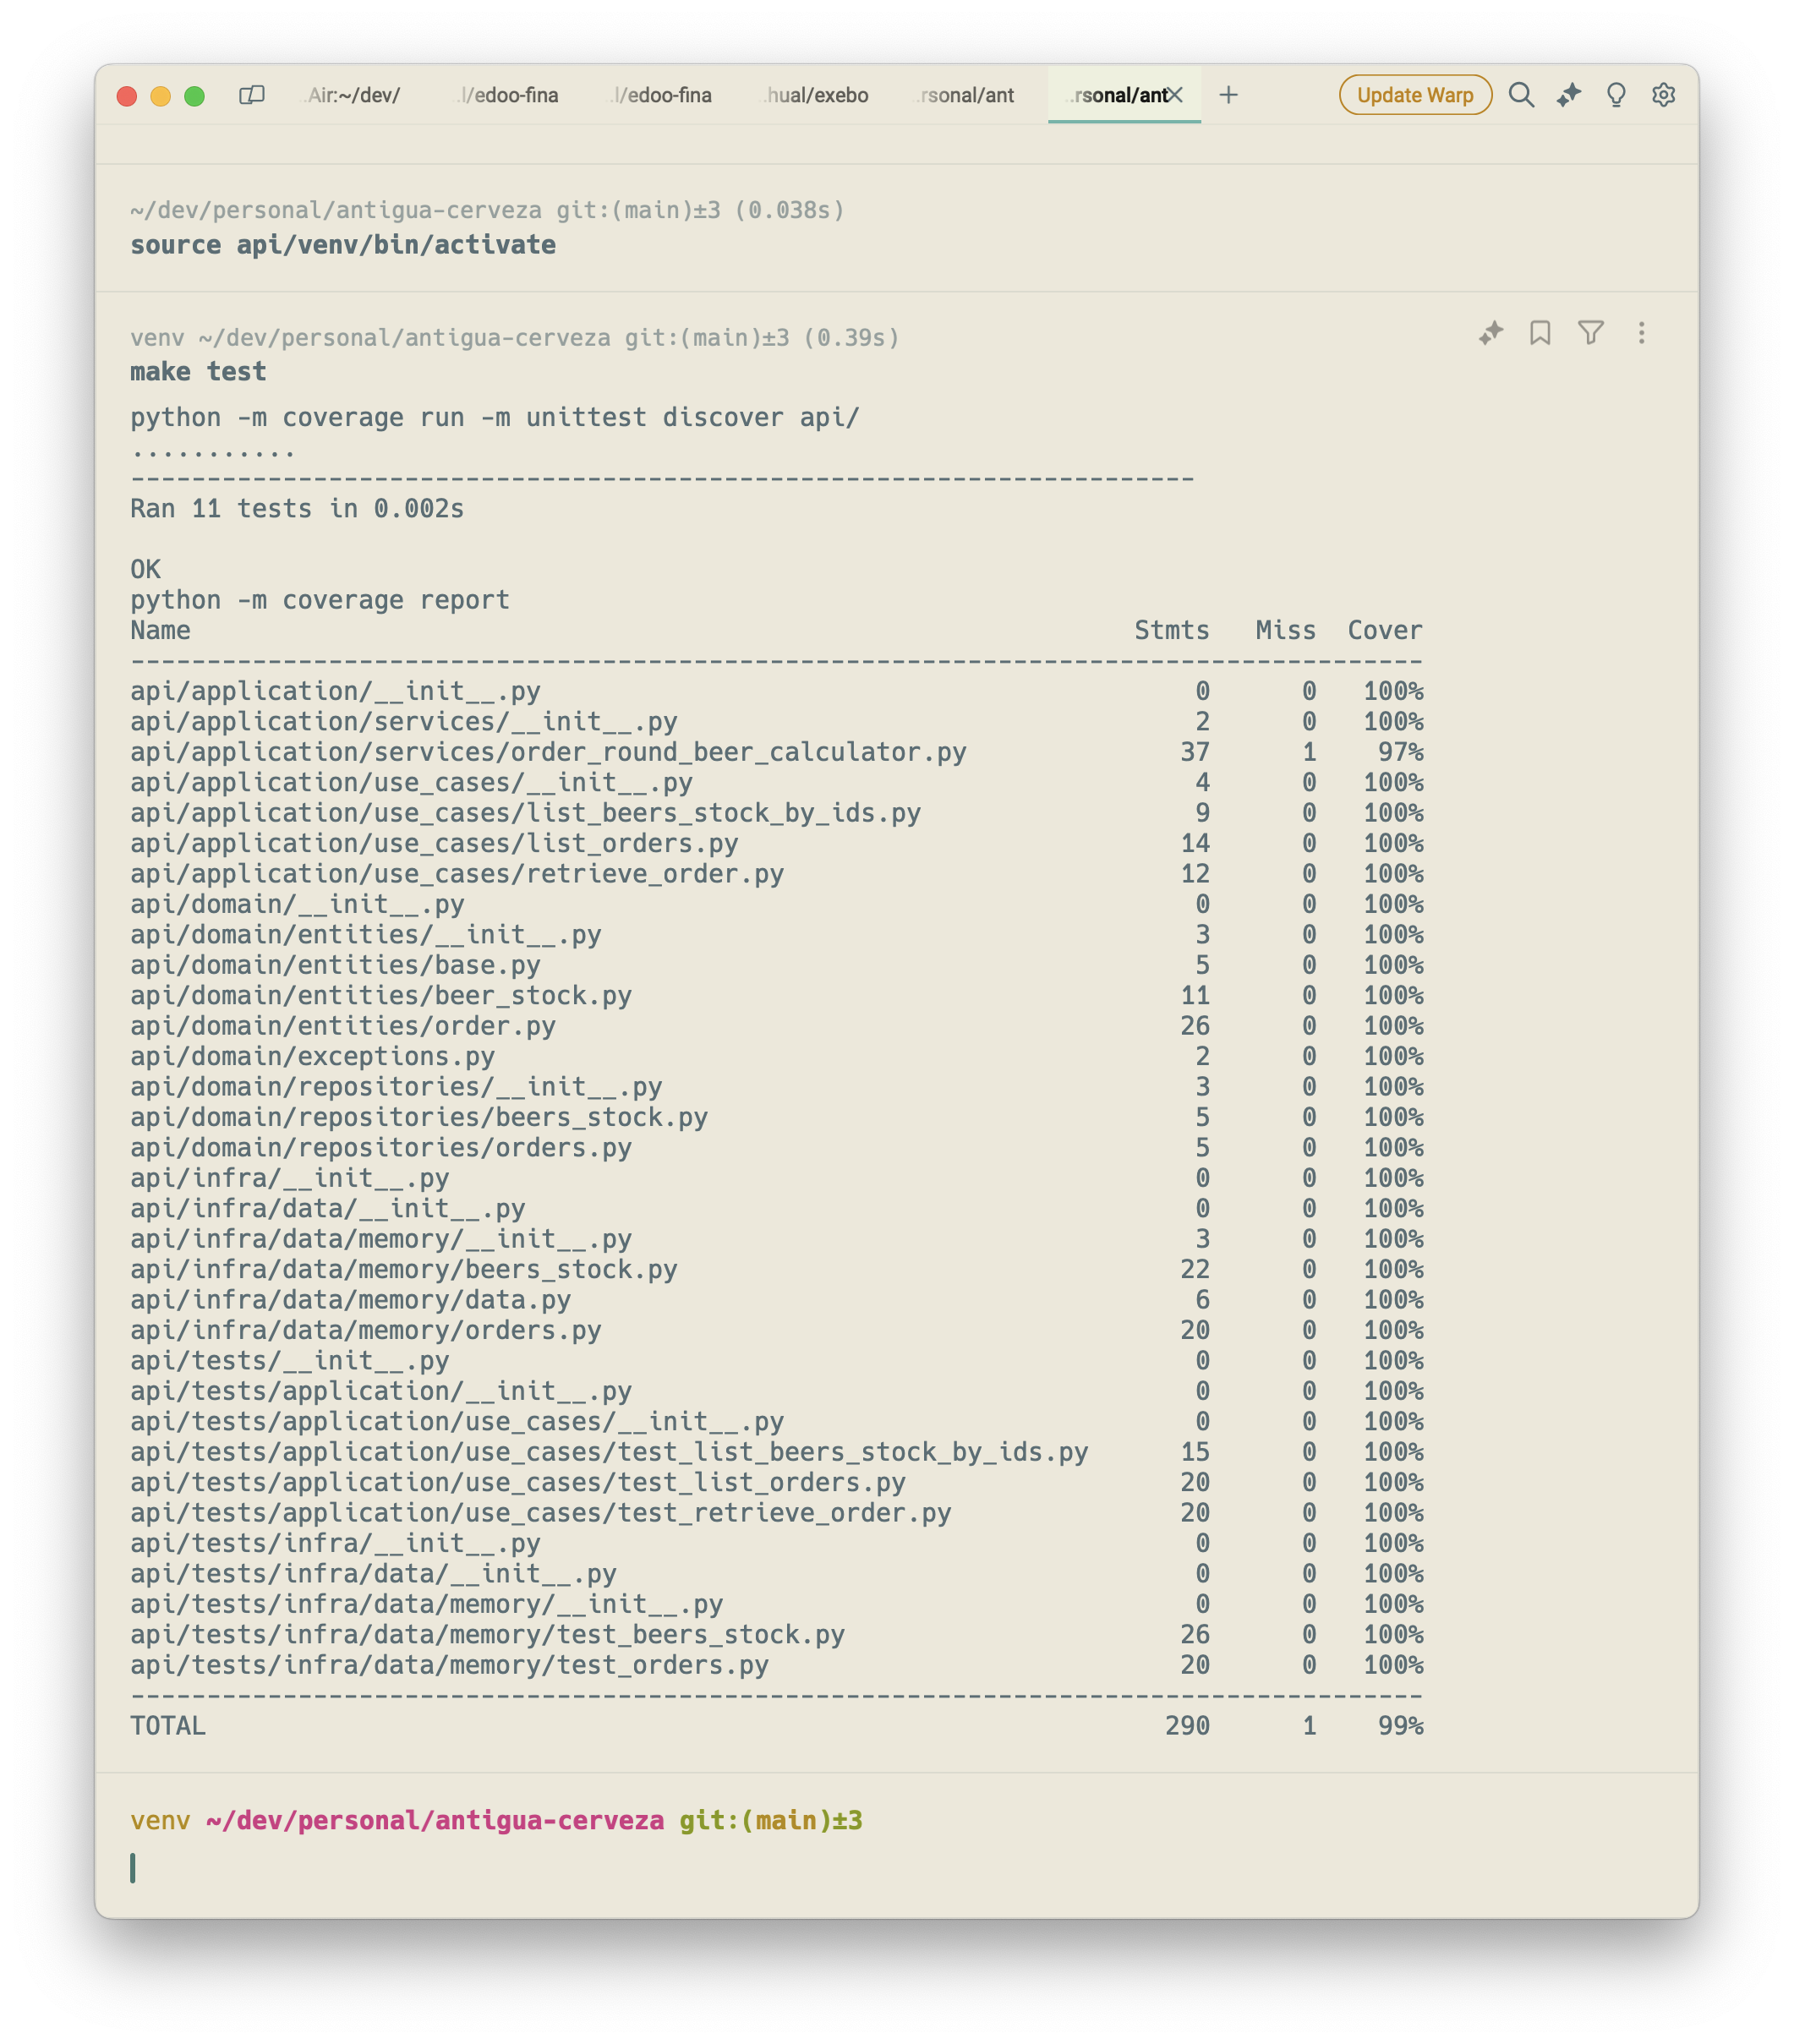 ..Air:~/dev/ ..l/edoo-fina ..l/edoo-fina .hual/exebo ..rsonal/ant ..rsonal/ant Update Warp
~/dev/personal/antigua-cerveza git:(main)±3 (0.038s)
source api/venv/bin/activate
venv ~/dev/personal/antigua-cerveza git:(main)±3 (0.39s)
make test
python -m coverage run -m unittest discover api/
...........
----------------------------------------------------------------------
Ran 11 tests in 0.002s
OK
python -m coverage report
Name Stmts Miss Cover
-------------------------------------------------------------------------------------
api/application/__init__.py 0 0 100%
api/application/services/__init__.py 2 0 100%
api/application/services/order_round_beer_calculator.py 37 1 97%
api/application/use_cases/__init__.py 4 0 100%
api/application/use_cases/list_beers_stock_by_ids.py 9 0 100%
api/application/use_cases/list_orders.py 14 0 100%
api/application/use_cases/retrieve_order.py 12 0 100%
api/domain/__init__.py 0 0 100%
api/domain/entities/__init__.py 3 0 100%
api/domain/entities/base.py 5 0 100%
api/domain/entities/beer_stock.py 11 0 100%
api/domain/entities/order.py 26 0 100%
api/domain/exceptions.py 2 0 100%
api/domain/repositories/__init__.py 3 0 100%
api/domain/repositories/beers_stock.py 5 0 100%
api/domain/repositories/orders.py 5 0 100%
api/infra/__init__.py 0 0 100%
api/infra/data/__init__.py 0 0 100%
api/infra/data/memory/__init__.py 3 0 100%
api/infra/data/memory/beers_stock.py 22 0 100%
api/infra/data/memory/data.py 6 0 100%
api/infra/data/memory/orders.py 20 0 100%
api/tests/__init__.py 0 0 100%
api/tests/application/__init__.py 0 0 100%
api/tests/application/use_cases/__init__.py 0 0 100%
api/tests/application/use_cases/test_list_beers_stock_by_ids.py 15 0 100%
api/tests/application/use_cases/test_list_orders.py 20 0 100%
api/tests/application/use_cases/test_retrieve_order.py 20 0 100%
api/tests/infra/__init__.py 0 0 100%
api/tests/infra/data/__init__.py 0 0 100%
api/tests/infra/data/memory/__init__.py 0 0 100%
api/tests/infra/data/memory/test_beers_stock.py 26 0 100%
api/tests/infra/data/memory/test_orders.py 20 0 100%
-------------------------------------------------------------------------------------
TOTAL 290 1 99%
venv ~/dev/personal/antigua-cerveza git:(main)±3